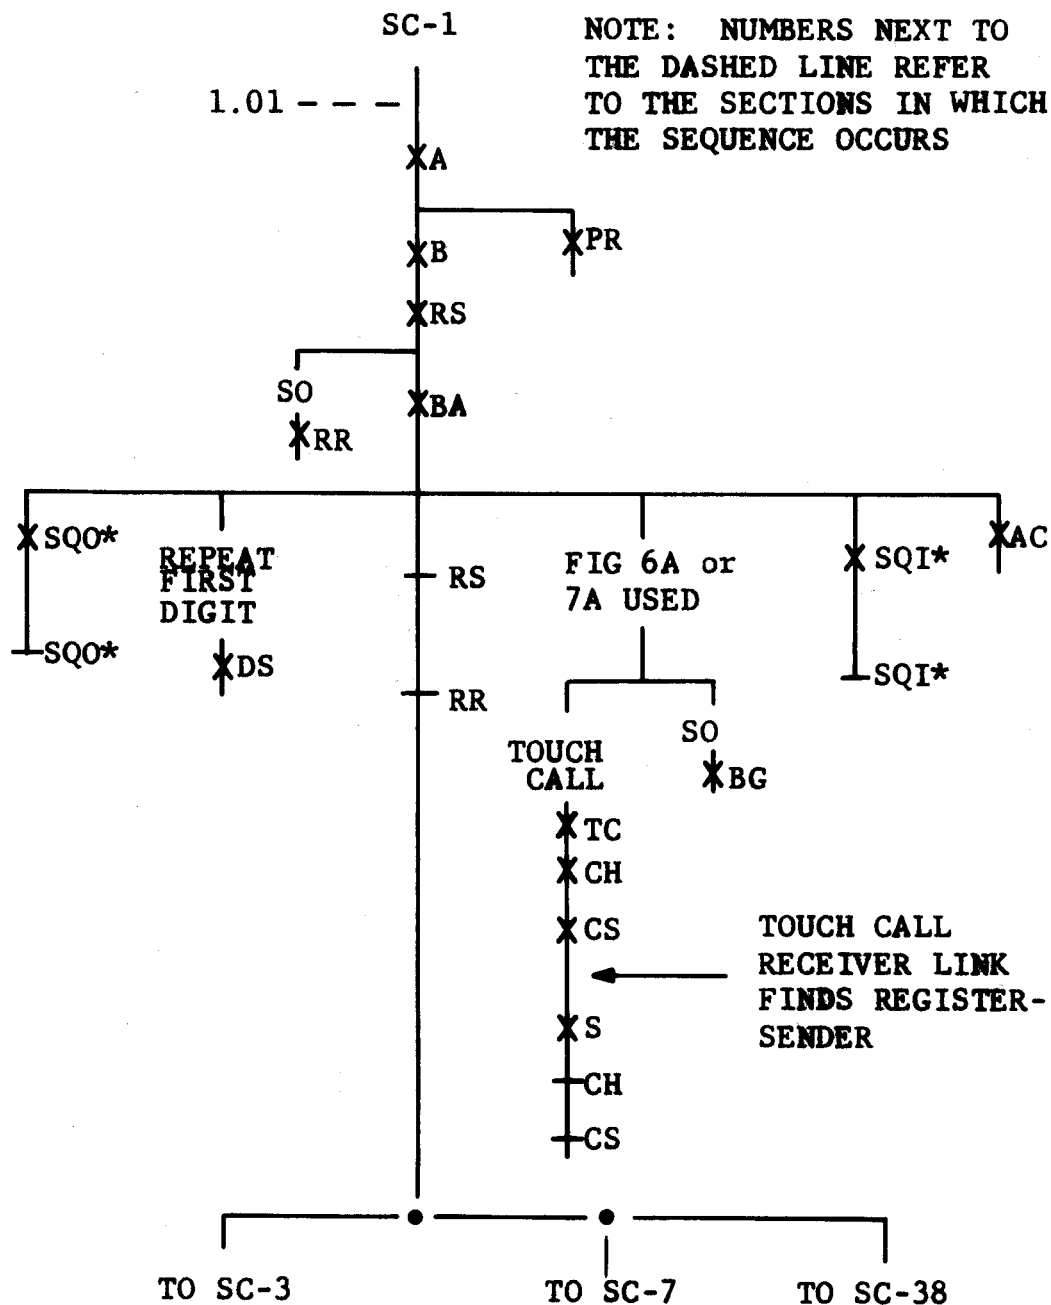 SC-1
NOTE: NUMBERS NEXT TO
THE DASHED LINE REFER
TO THE SECTIONS IN WHICH
THE SEQUENCE OCCURS
1.01
A
PR
B
RS
SO
RR
BA
SQO*
SQO*
REPEAT
FIRST
DIGIT
DS
RS
RR
FIG 6A or
7A USED
SQI*
SQI*
AC
TOUCH
CALL
SO
BG
TC
CH
CS
S
CH
CS
TOUCH CALL
RECEIVER LINK
FINDS REGISTER-
SENDER
TO SC-3
TO SC-7
TO SC-38